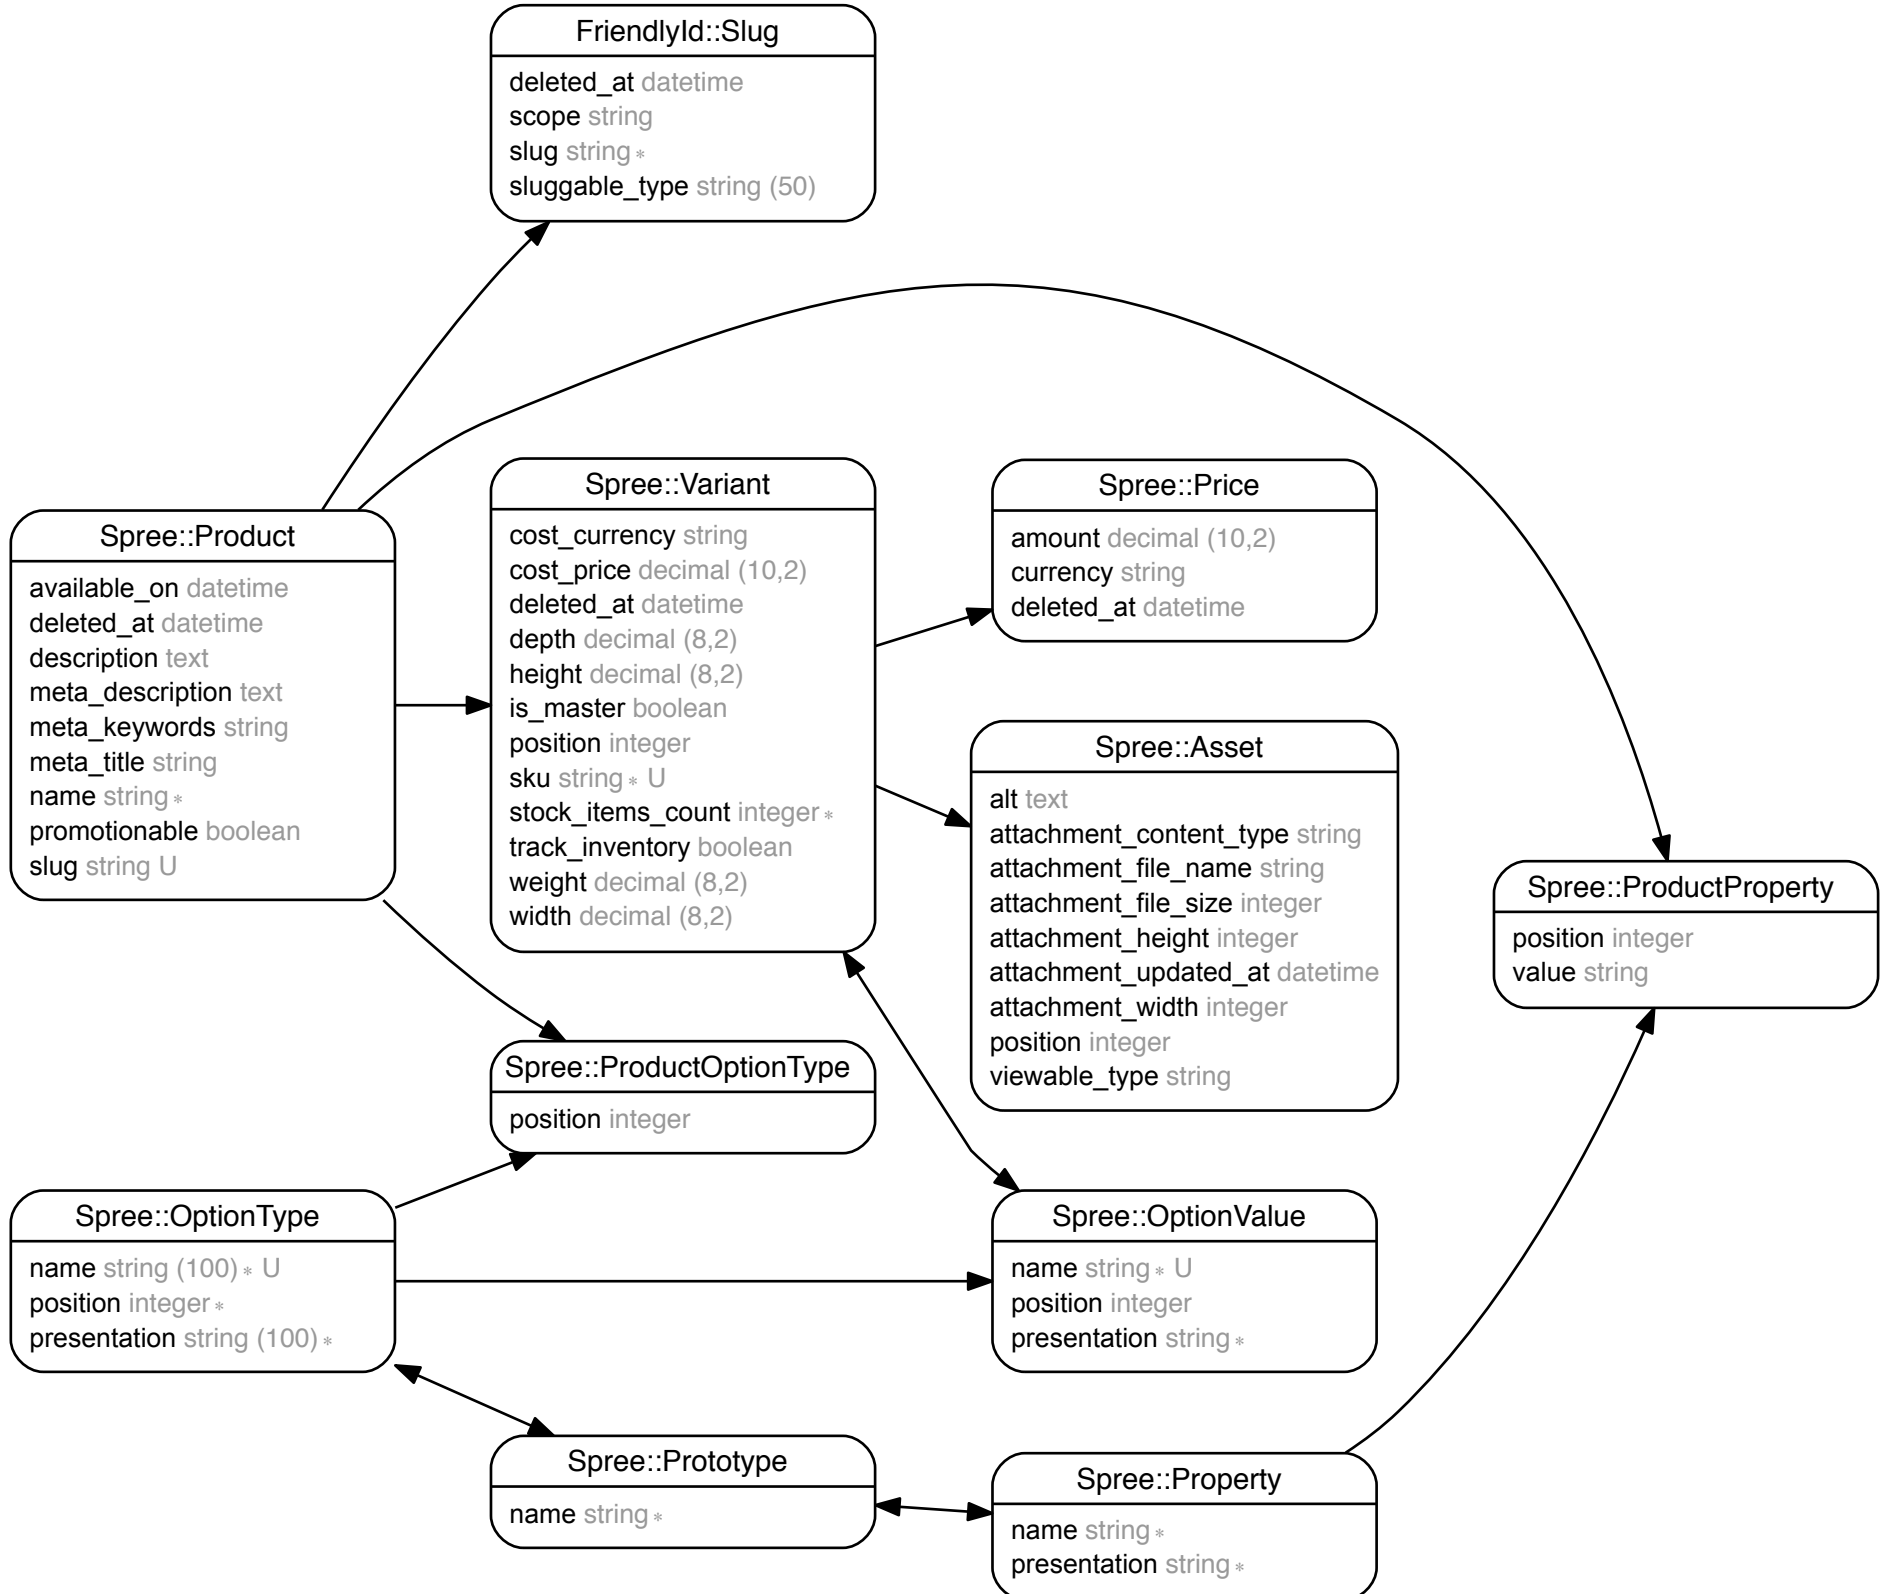 FriendlyId::Slug
deleted_at datetime
scope string
slug string *
sluggable_type string (50)
Spree::Product
available_on datetime
deleted_at datetime
description text
meta_description text
meta_keywords string
meta_title string
name string *
promotionable boolean
slug string U
Spree::Variant
cost_currency string
cost_price decimal (10,2)
deleted_at datetime
depth decimal (8,2)
height decimal (8,2)
is_master boolean
position integer
sku string * U
stock_items_count integer *
track_inventory boolean
weight decimal (8,2)
width decimal (8,2)
Spree::Price
amount decimal (10,2)
currency string
deleted_at datetime
Spree::Asset
alt text
attachment_content_type string
attachment_file_name string
attachment_file_size integer
attachment_height integer
attachment_updated_at datetime
attachment_width integer
position integer
viewable_type string
Spree::ProductProperty
position integer
value string
Spree::ProductOptionType
position integer
Spree::OptionType
name string (100) * U
position integer *
presentation string (100) *
Spree::OptionValue
name string * U
position integer
presentation string *
Spree::Prototype
name string *
Spree::Property
name string *
presentation string *